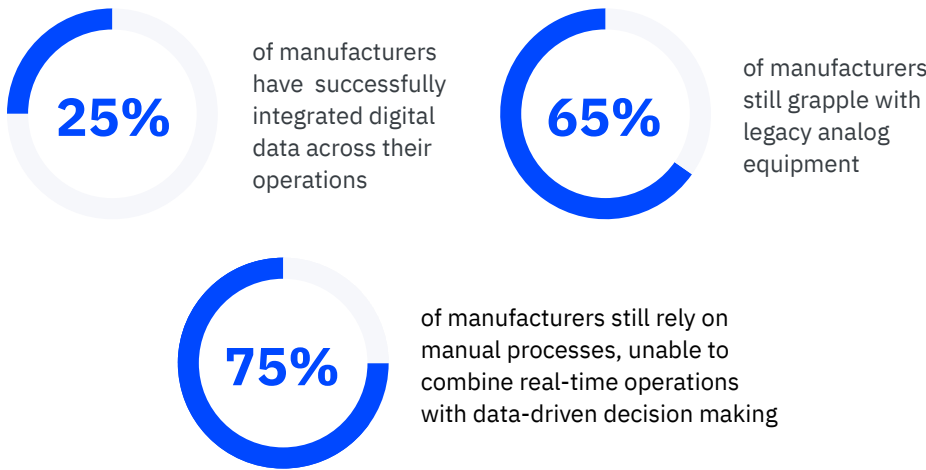 25%
of manufacturers
have  successfully
integrated digital
data across their
operations
65%
of manufacturers
still grapple with
legacy analog
equipment
75%
of manufacturers still rely on
manual processes, unable to
combine real-time operations
with data-driven decision making